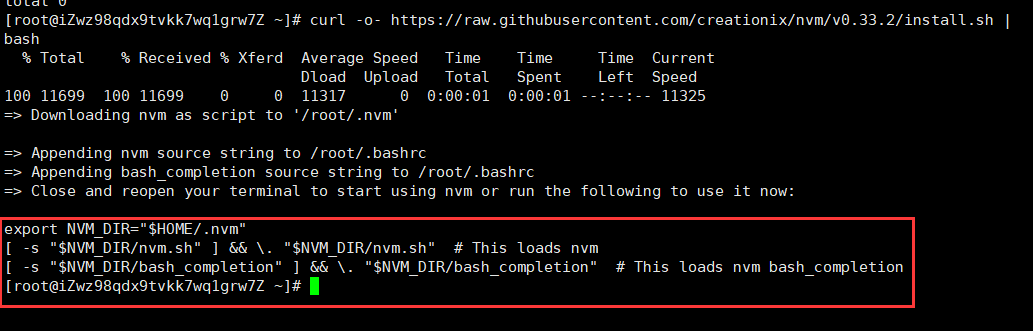 total 0
[root@iZwz98qdx9tvkk7wq1grw7Z ~]# curl -o- https://raw.githubusercontent.com/creationix/nvm/v0.33.2/install.sh |
bash
  % Total    % Received % Xferd  Average Speed   Time    Time     Time  Current
                                 Dload  Upload   Total   Spent    Left  Speed
100 11699  100 11699    0     0  11317      0  0:00:01  0:00:01 --:--:-- 11325
=> Downloading nvm as script to '/root/.nvm'

=> Appending nvm source string to /root/.bashrc
=> Appending bash_completion source string to /root/.bashrc
=> Close and reopen your terminal to start using nvm or run the following to use it now:

export NVM_DIR="$HOME/.nvm"
[ -s "$NVM_DIR/nvm.sh" ] && \. "$NVM_DIR/nvm.sh"  # This loads nvm
[ -s "$NVM_DIR/bash_completion" ] && \. "$NVM_DIR/bash_completion"  # This loads nvm bash_completion
[root@iZwz98qdx9tvkk7wq1grw7Z ~]#